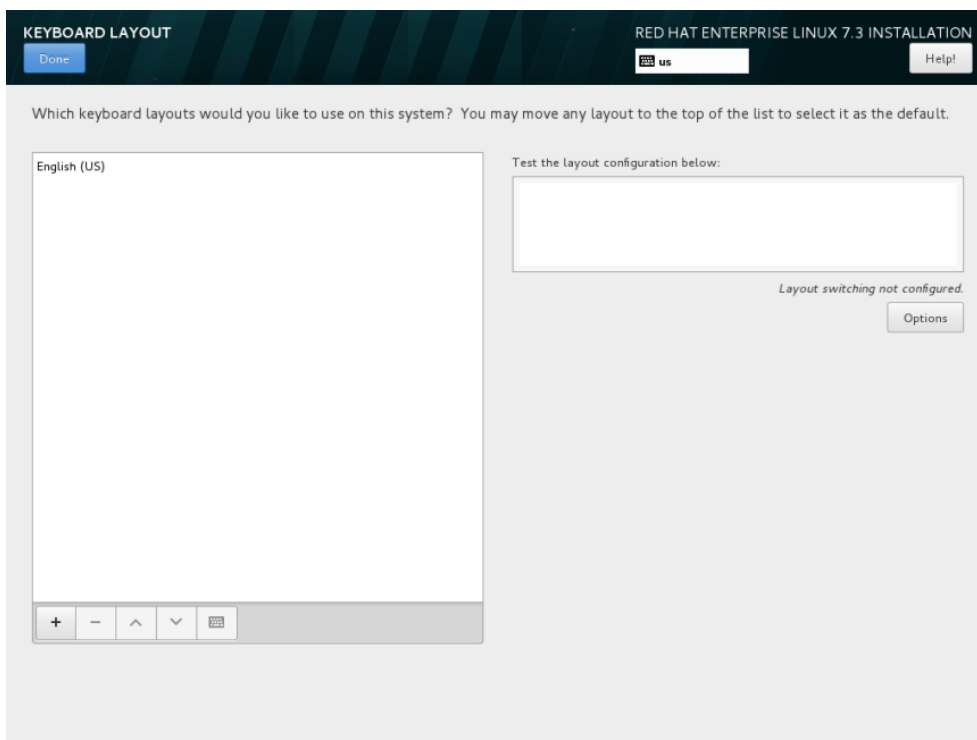 KEYBOARD LAYOUT
RED HAT ENTERPRISE LINUX 7.3 INSTALLATION
Done
us
Help!
Which keyboard layouts would you like to use on this system? You may move any layout to the top of the list to select it as the default.
English (US)
Test the layout configuration below:
Layout switching not configured.
Options